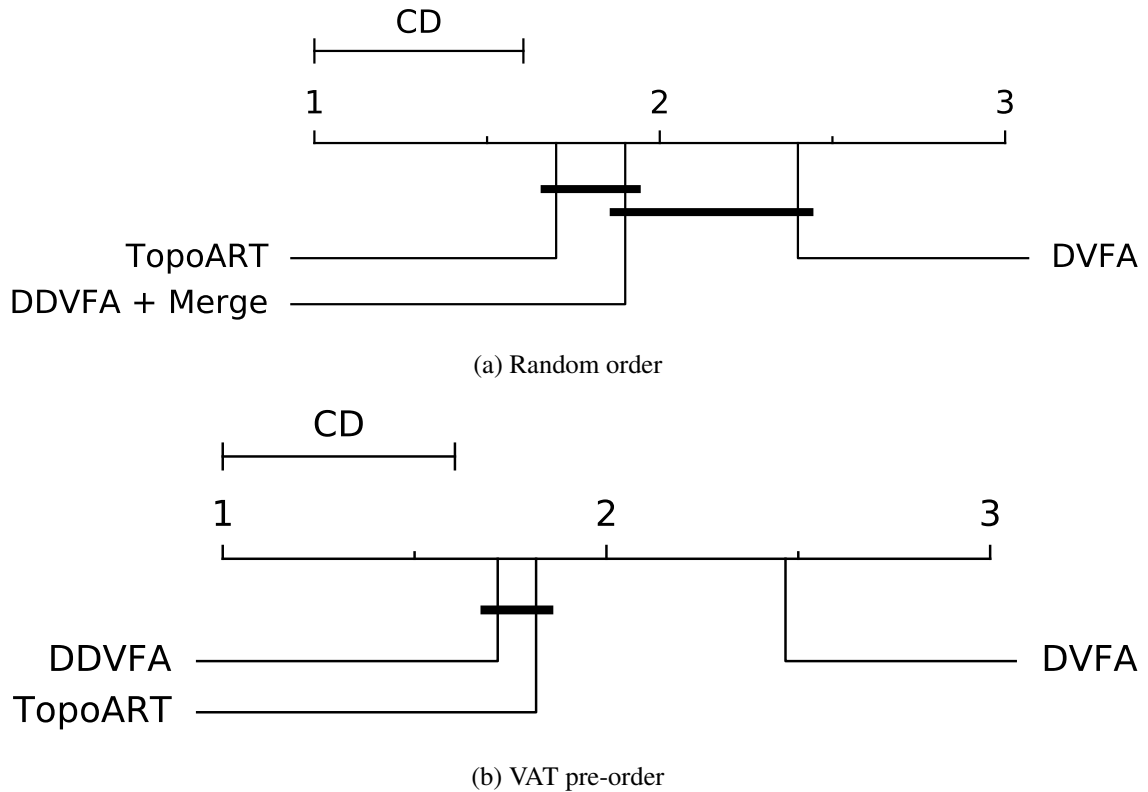 CD
1 2 3
TopoART DVFA
DDVFA + Merge
(a) Random order
CD
1 2 3
DDVFA DVFA
TopoART
(b) VAT pre-order